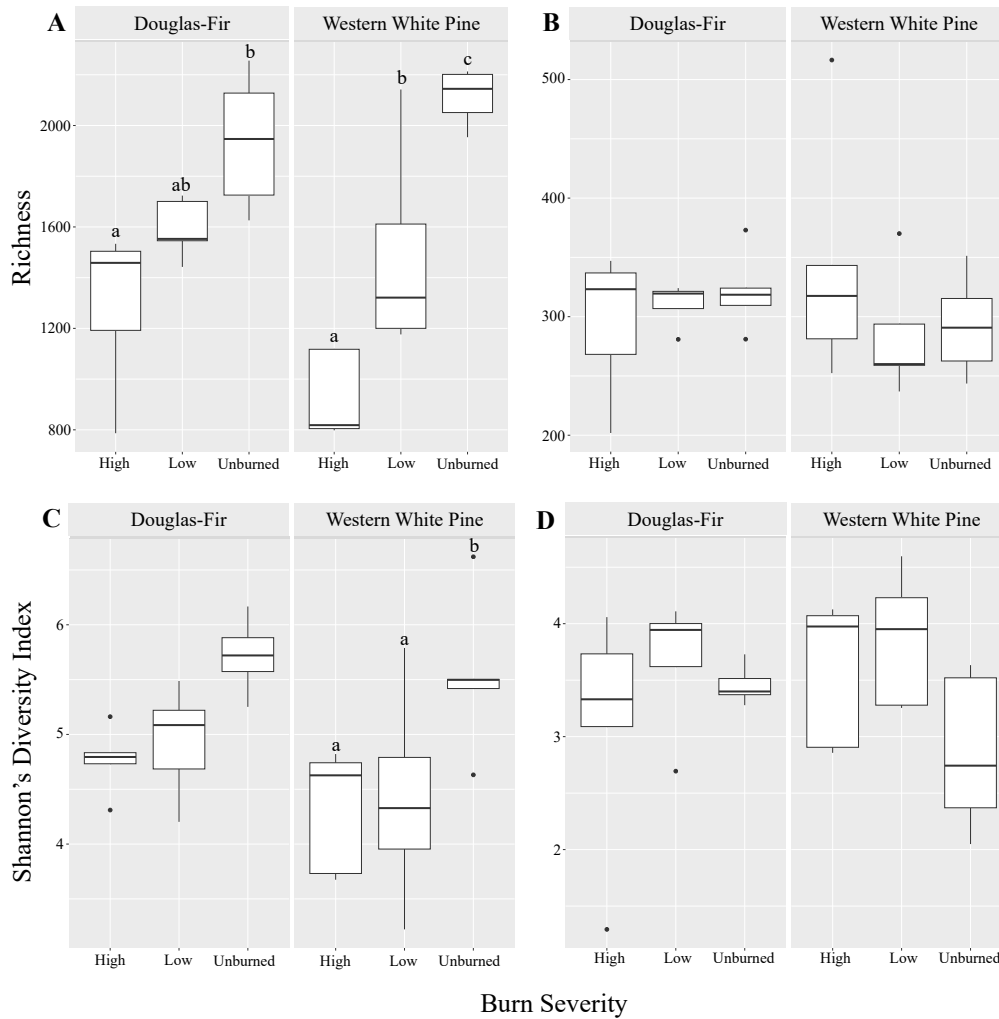 A
Douglas-Fir
Western White Pine
Richness
2000
1600
1200
800
a
ab
b
a
b
c
High
Low
Unburned
High
Low
Unburned
B
Douglas-Fir
Western White Pine
500
400
300
200
High
Low
Unburned
High
Low
Unburned
C
Douglas-Fir
Western White Pine
Shannon's Diversity Index
6
5
4
a
a
b
High
Low
Unburned
High
Low
Unburned
D
Douglas-Fir
Western White Pine
4
3
2
High
Low
Unburned
High
Low
Unburned
Burn Severity